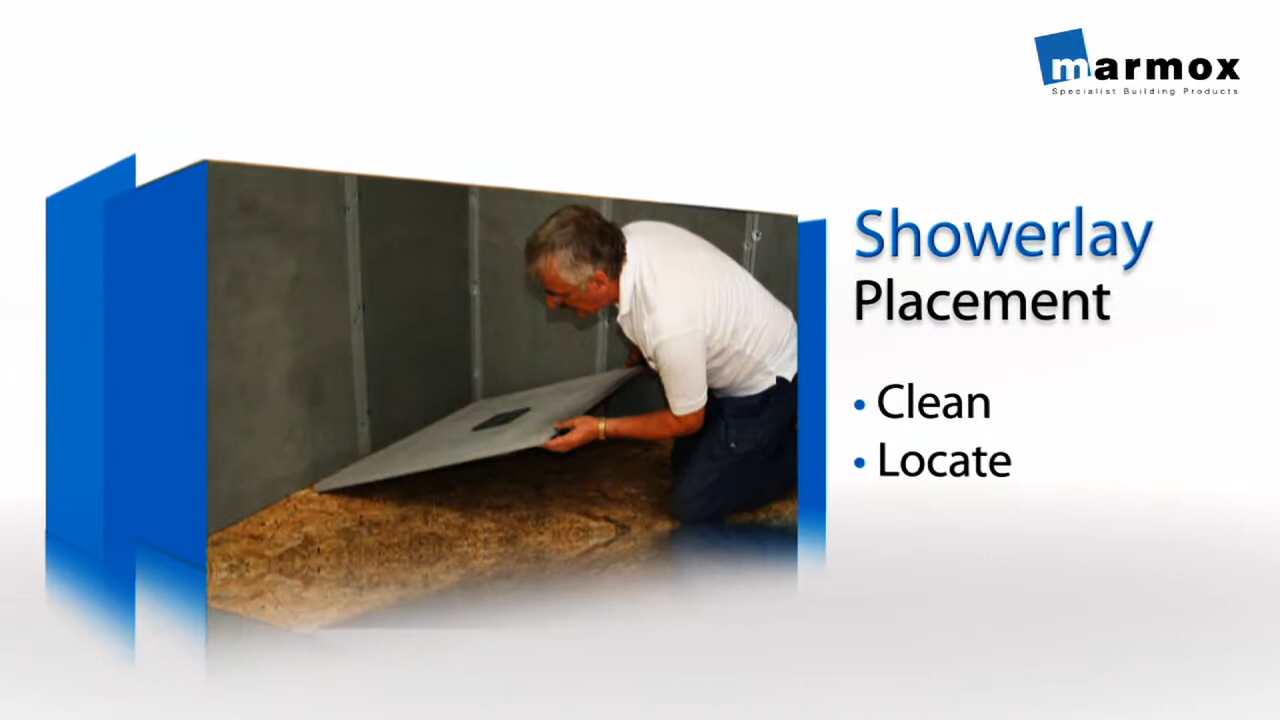 marmox
Specialist Building Products
Showerlay
Placement
• Clean
• Locate